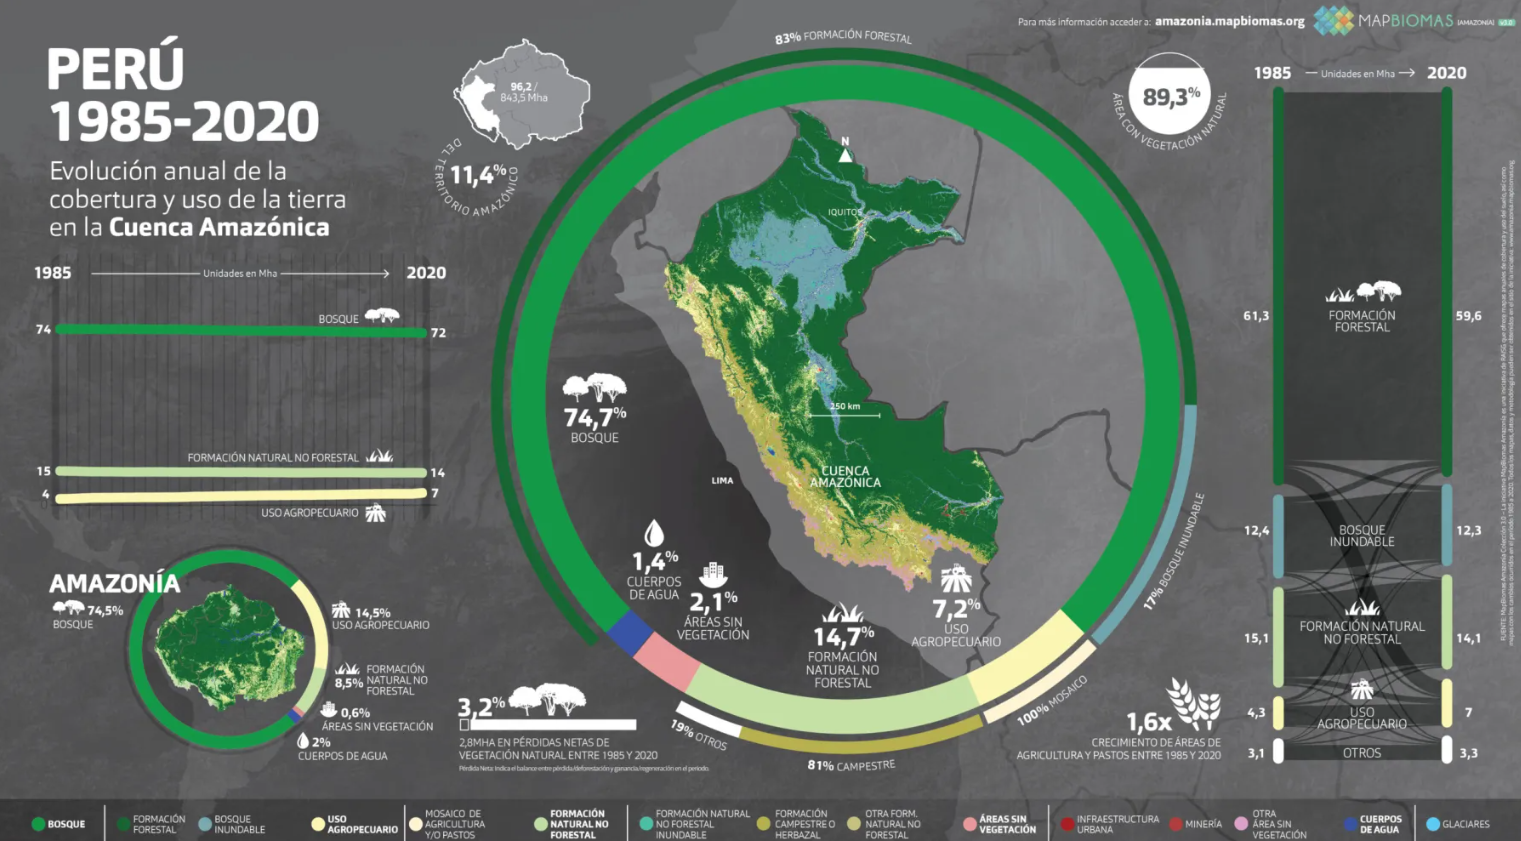 Para más información acceder a: amazonia.mapbiomas.org
MAPBIOMAS [AMAZONIA] v3.0
PERÚ
1985-2020
Evolución anual de la
cobertura y uso de la tierra
en la Cuenca Amazónica
96,2 /
843,5 Mha
11,4%
DEL TERRITORIO AMAZÓNICO
1985
Unidades en Mha
2020
BOSQUE
74
72
FORMACIÓN NATURAL NO FORESTAL
15
14
4
7
USO AGROPECUARIO
AMAZONÍA
74,5%
BOSQUE
14,5%
USO AGROPECUARIO
8,5%
FORMACIÓN
NATURAL NO
FORESTAL
0,6%
ÁREAS SIN VEGETACIÓN
2%
CUERPOS DE AGUA
83% FORMACIÓN FORESTAL
N
IQUITOS
250 km
LIMA
CUENCA
AMAZÓNICA
74,7%
BOSQUE
1,4%
CUERPOS
DE AGUA
2,1%
ÁREAS SIN
VEGETACIÓN
14,7%
FORMACIÓN
NATURAL NO
FORESTAL
7,2%
USO
AGROPECUARIO
17% BOSQUE INUNDABLE
100% MOSAICO
81% CAMPESTRE
19% OTROS
3,2%
2,8MHA EN PÉRDIDAS NETAS DE
VEGETACIÓN NATURAL ENTRE 1985 Y 2020
Pérdida Neta: Indica el balance entre pérdida/deforestación y ganancia/regeneración en el período.
1,6x
CRECIMIENTO DE ÁREAS DE
AGRICULTURA Y PASTOS ENTRE 1985 Y 2020
89,3%
ÁREA CON VEGETACIÓN NATURAL
1985
Unidades en Mha
2020
61,3
FORMACIÓN
FORESTAL
59,6
12,4
BOSQUE
INUNDABLE
12,3
15,1
FORMACIÓN NATURAL
NO FORESTAL
14,1
4,3
USO
AGROPECUARIO
7
3,1
OTROS
3,3
BOSQUE
FORMACIÓN
FORESTAL
BOSQUE
INUNDABLE
USO
AGROPECUARIO
MOSAICO DE
AGRICULTURA
Y/O PASTOS
FORMACIÓN
NATURAL NO
FORESTAL
FORMACIÓN NATURAL
NO FORESTAL
INUNDABLE
FORMACIÓN
CAMPESTRE O
HERBAZAL
OTRA FORM.
NATURAL NO
FORESTAL
ÁREAS SIN
VEGETACIÓN
INFRAESTRUCTURA
URBANA
MINERÍA
OTRA
ÁREA SIN
VEGETACIÓN
CUERPOS
DE AGUA
GLACIARES